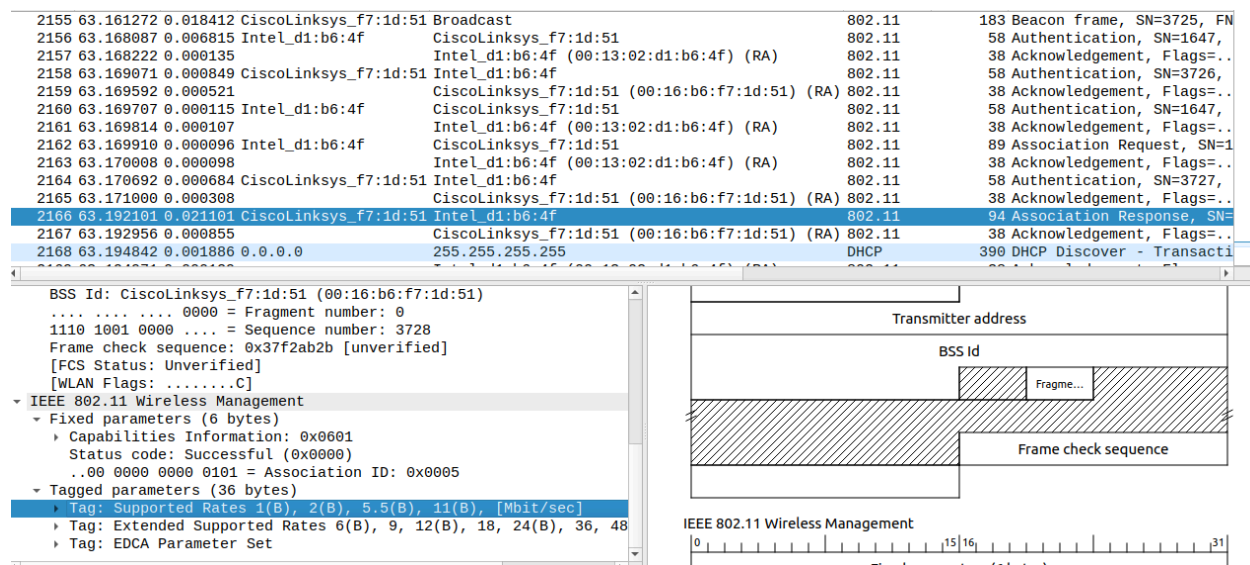 2155 63.161272 0.018412 CiscoLinksys_f7:1d:51 Broadcast 802.11 183 Beacon frame, SN=3725, FN
2156 63.168087 0.006815 Intel_d1:b6:4f CiscoLinksys_f7:1d:51 802.11 58 Authentication, SN=1647,
2157 63.168222 0.000135 Intel_d1:b6:4f (00:13:02:d1:b6:4f) (RA) 802.11 38 Acknowledgement, Flags=..
2158 63.169071 0.000849 CiscoLinksys_f7:1d:51 Intel_d1:b6:4f 802.11 58 Authentication, SN=3726,
2159 63.169592 0.000521 CiscoLinksys_f7:1d:51 (00:16:b6:f7:1d:51) (RA) 802.11 38 Acknowledgement, Flags=..
2160 63.169707 0.000115 Intel_d1:b6:4f CiscoLinksys_f7:1d:51 802.11 58 Authentication, SN=1647,
2161 63.169814 0.000107 Intel_d1:b6:4f (00:13:02:d1:b6:4f) (RA) 802.11 38 Acknowledgement, Flags=..
2162 63.169910 0.000096 Intel_d1:b6:4f CiscoLinksys_f7:1d:51 802.11 89 Association Request, SN=1
2163 63.170008 0.000098 Intel_d1:b6:4f (00:13:02:d1:b6:4f) (RA) 802.11 38 Acknowledgement, Flags=..
2164 63.170692 0.000684 CiscoLinksys_f7:1d:51 Intel_d1:b6:4f 802.11 58 Authentication, SN=3727,
2165 63.171000 0.000308 CiscoLinksys_f7:1d:51 (00:16:b6:f7:1d:51) (RA) 802.11 38 Acknowledgement, Flags=..
2166 63.192101 0.021101 CiscoLinksys_f7:1d:51 Intel_d1:b6:4f 802.11 94 Association Response, SN=
2167 63.192956 0.000855 CiscoLinksys_f7:1d:51 (00:16:b6:f7:1d:51) (RA) 802.11 38 Acknowledgement, Flags=..
2168 63.194842 0.001886 0.0.0.0 255.255.255.255 DHCP 390 DHCP Discover - Transacti
BSS Id: CiscoLinksys_f7:1d:51 (00:16:b6:f7:1d:51)
.... .... .... 0000 = Fragment number: 0
1110 1001 0000 .... = Sequence number: 3728
Frame check sequence: 0x37f2ab2b [unverified]
[FCS Status: Unverified]
[WLAN Flags: ........C]
IEEE 802.11 Wireless Management
Fixed parameters (6 bytes)
Capabilities Information: 0x0601
Status code: Successful (0x0000)
..00 0000 0000 0101 = Association ID: 0x0005
Tagged parameters (36 bytes)
Tag: Supported Rates 1(B), 2(B), 5.5(B), 11(B), [Mbit/sec]
Tag: Extended Supported Rates 6(B), 9, 12(B), 18, 24(B), 36, 48
Tag: EDCA Parameter Set
Transmitter address
BSS Id
Fragme...
Frame check sequence
IEEE 802.11 Wireless Management
0 15 16 31